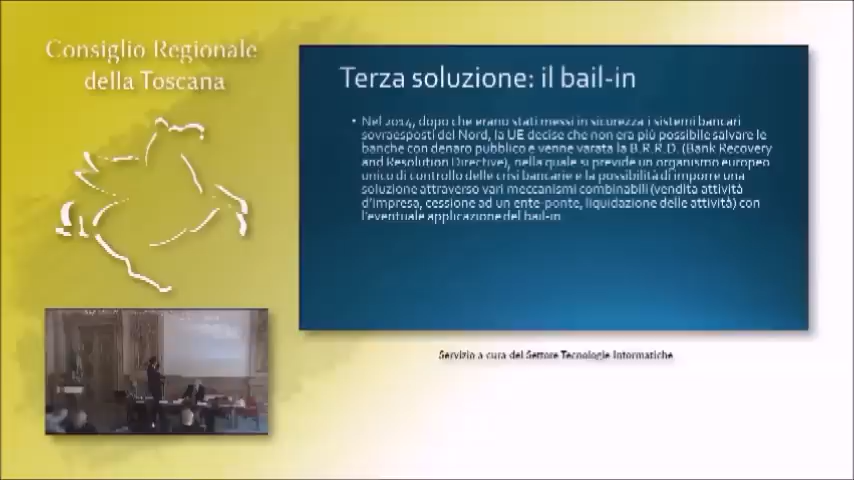 Consiglio Regionale
della Toscana
Terza soluzione: il bail-in
• Nel 2014, dopo che erano stati messi in sicurezza i sistemi bancari
sovraesposti del Nord, la UE decise che non era più possibile salvare le
banche con denaro pubblico e venne varata la B.R.R.D. (Bank Recovery
and Resolution Directive), nella quale si prevede un organismo europeo
unico di controllo delle crisi bancarie e la possibilità di imporre una
soluzione attraverso vari meccanismi combinabili (vendita attività
d'impresa, cessione ad un ente-ponte, liquidazione delle attività) con
l'eventuale applicazione del bail-in
Servizio a cura del Settore Tecnologie Informatiche